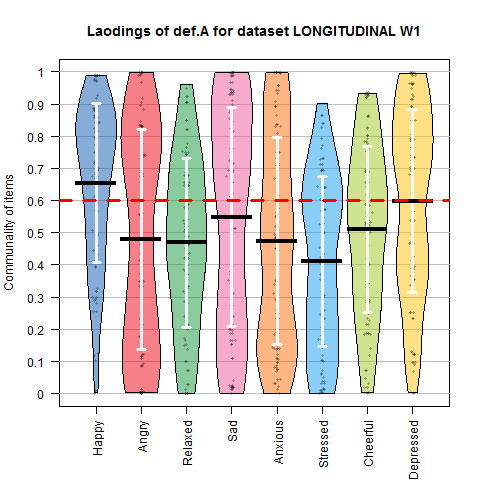 Laodings of def.A for dataset LONGITUDINAL W1
Communality of items
1
0.9
0.8
0.7
0.6
0.5
0.4
0.3
0.2
0.1
0
Happy
Angry
Relaxed
Sad
Anxious
Stressed
Cheerful
Depressed